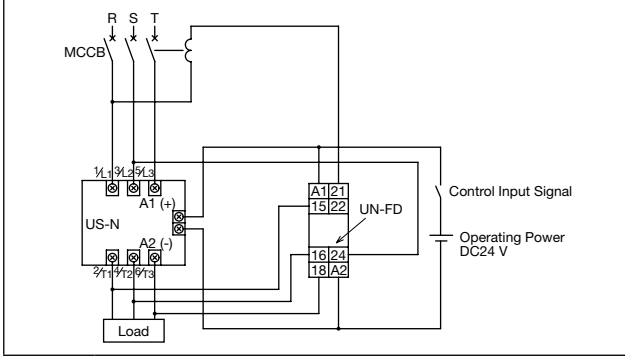 R S T
MCCB
1/L1 3/L2 5/L3
A1 (+)
US-N
A2 (-)
2/T1 4/T2 6/T3
Load
A1 21
15 22
UN-FD
16 24
18 A2
Control Input Signal
Operating Power
DC24 V